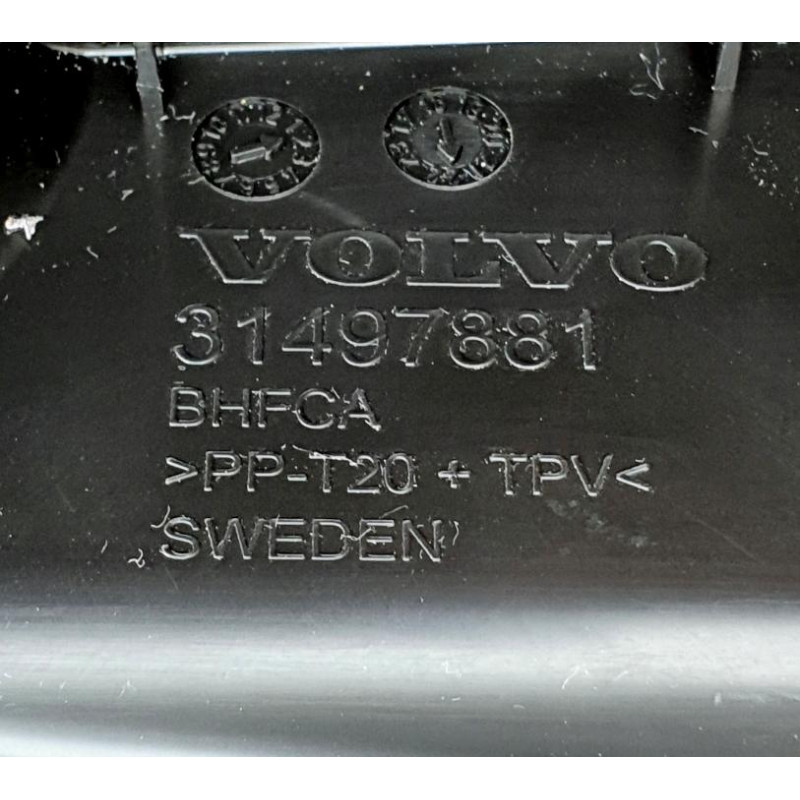 VOLVO
31497881
BHFCA
>PP-T20 + TPV<
SWEDEN